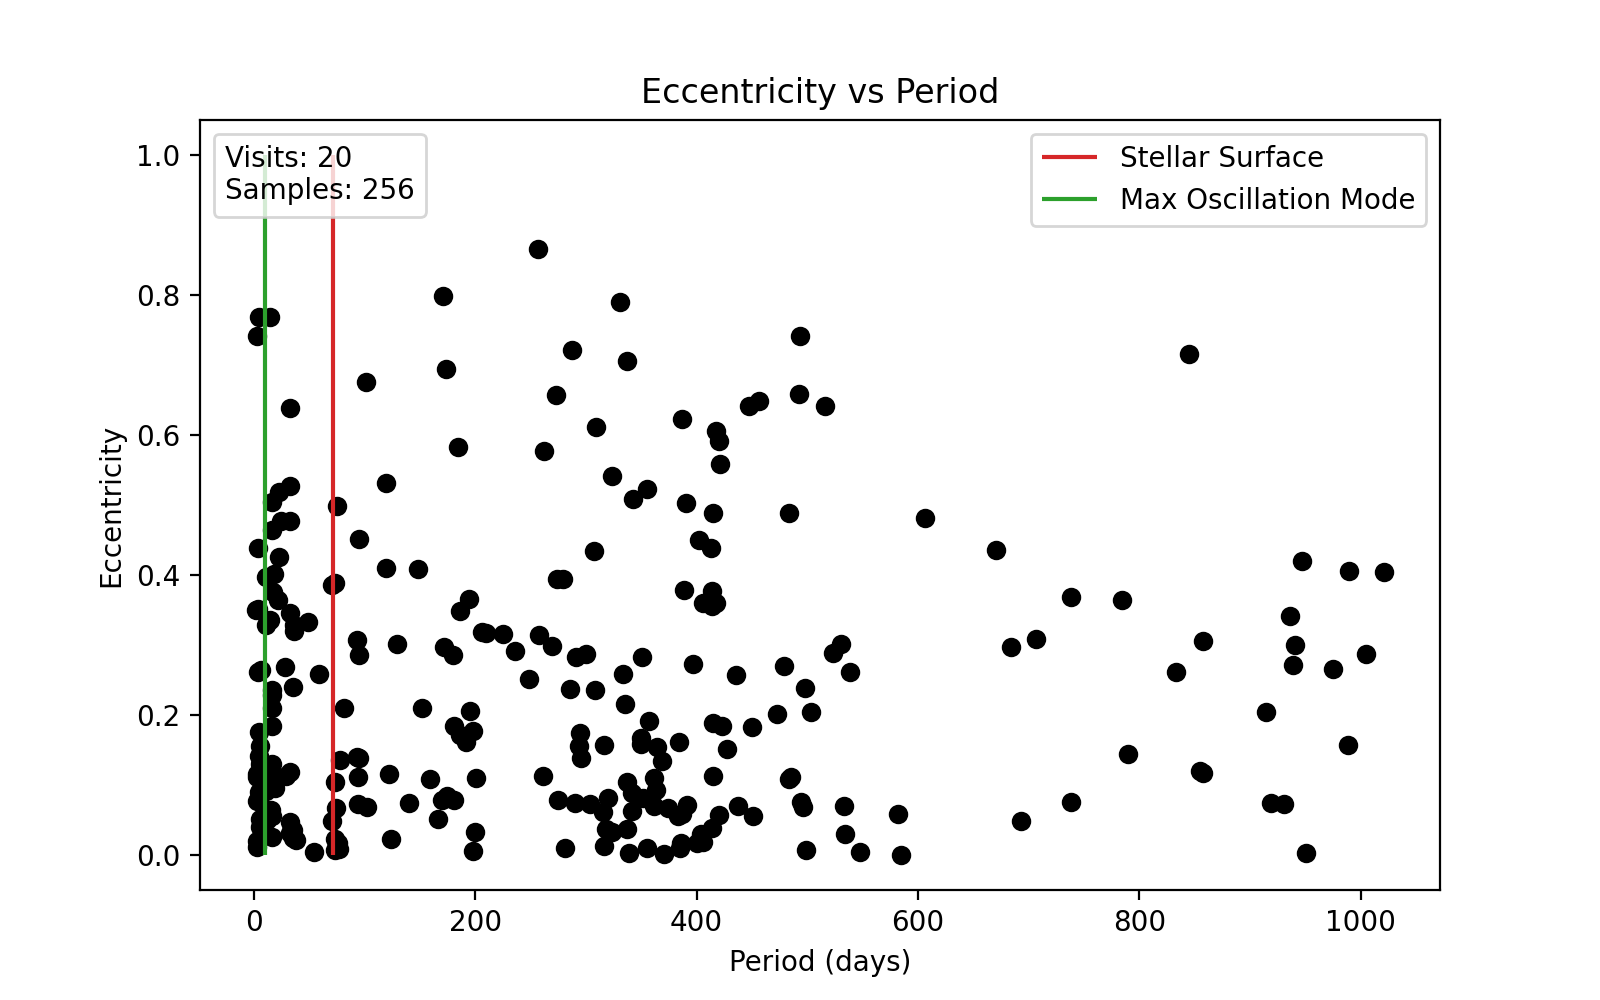 Eccentricity vs Period
Visits: 20
Samples: 256
Stellar Surface
Max Oscillation Mode
Eccentricity
1.0
0.8
0.6
0.4
0.2
0.0
0
200
400
600
800
1000
Period (days)